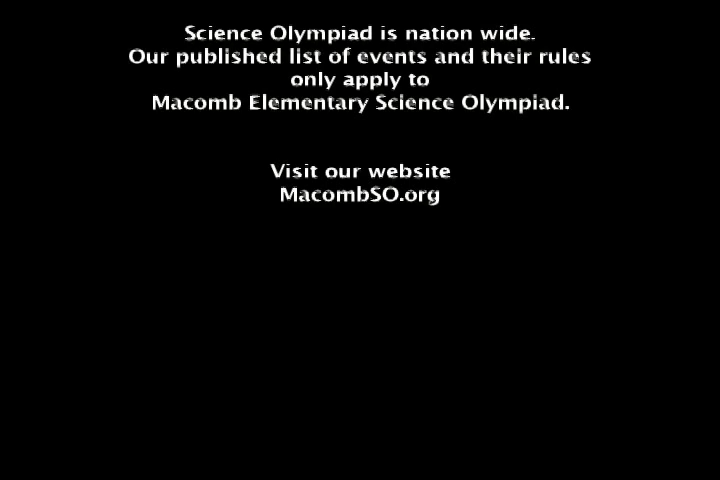 Science Olympiad is nation wide.
Our published list of events and their rules
only apply to
Macomb Elementary Science Olympiad.
Visit our website
MacombSO.org